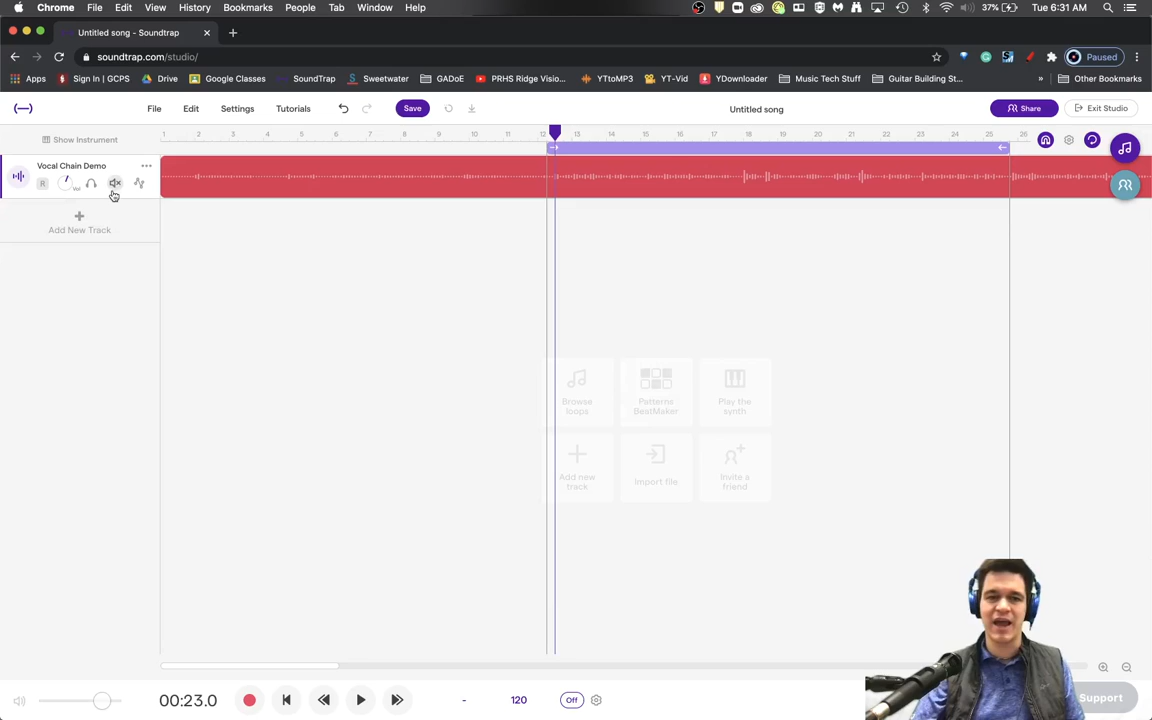 Chrome File Edit View History Bookmarks People Tab Window Help 37% Tue 6:31 AM
Untitled song - Soundtrap
soundtrap.com/studio/ Paused
Apps Sign In | GCPS Drive Google Classes SoundTrap Sweetwater GADoE PRHS Ridge Visio... YTtoMP3 YT-Vid YDownloader Music Tech Stuff Guitar Building St... » Other Bookmarks
File Edit Settings Tutorials Save Untitled song Share Exit Studio
Show Instrument 1 2 3 4 5 6 7 8 9 10 11 12 13 14 15 16 17 18 19 20 21 22 23 24 25 26
Vocal Chain Demo
R Vol
Add New Track
Browse loops
Patterns BeatMaker
Play the synth
Add new track
Import file
Invite a friend
00:23.0 - 120 Off Support